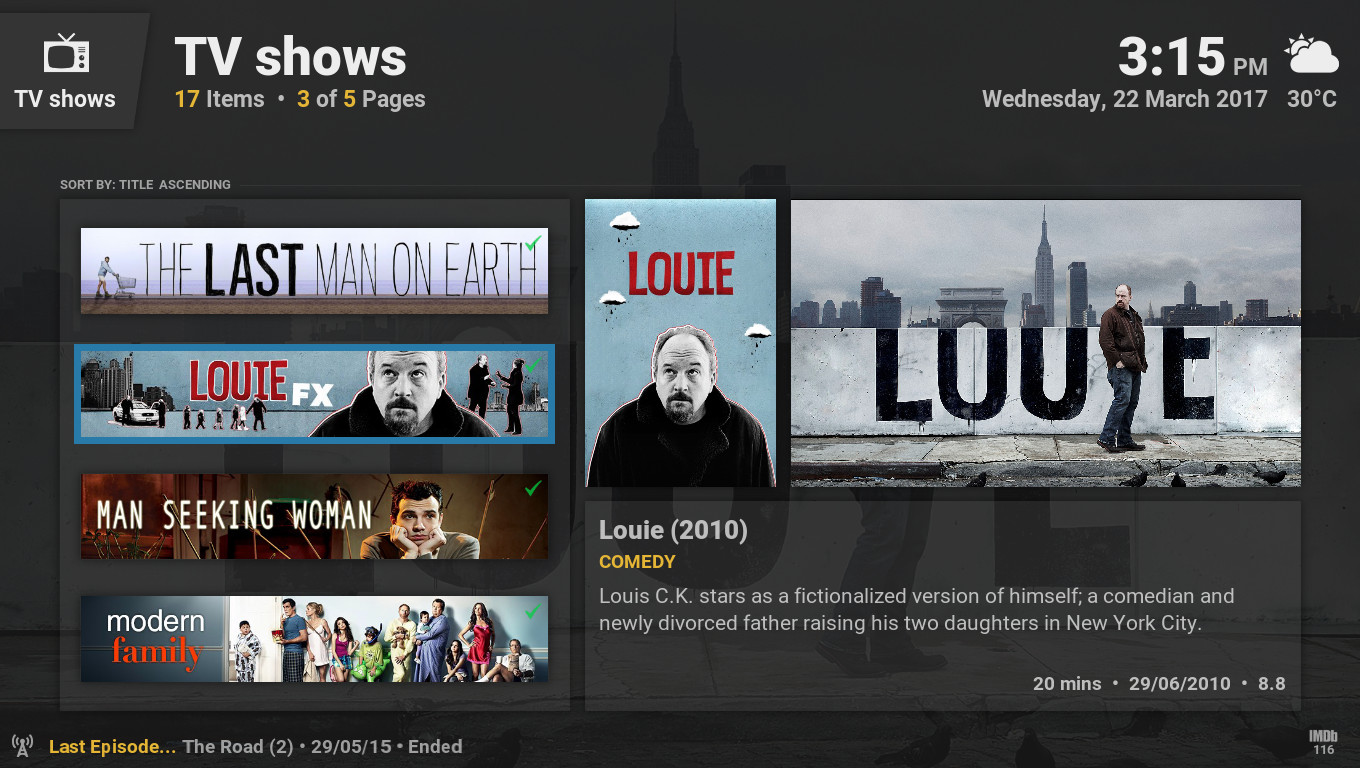 TV shows
TV shows
17 Items • 3 of 5 Pages
3:15 PM
Wednesday, 22 March 2017
30°C
SORT BY: TITLE ASCENDING
THE LAST MAN ON EARTH
LOUIE FX
MAN SEEKING WOMAN
modern
family
LOUIE
LOU E
Louie (2010)
COMEDY
Louis C.K. stars as a fictionalized version of himself; a comedian and
newly divorced father raising his two daughters in New York City.
20 mins • 29/06/2010 • 8.8
Last Episode... The Road (2) • 29/05/15 • Ended
IMDb
116